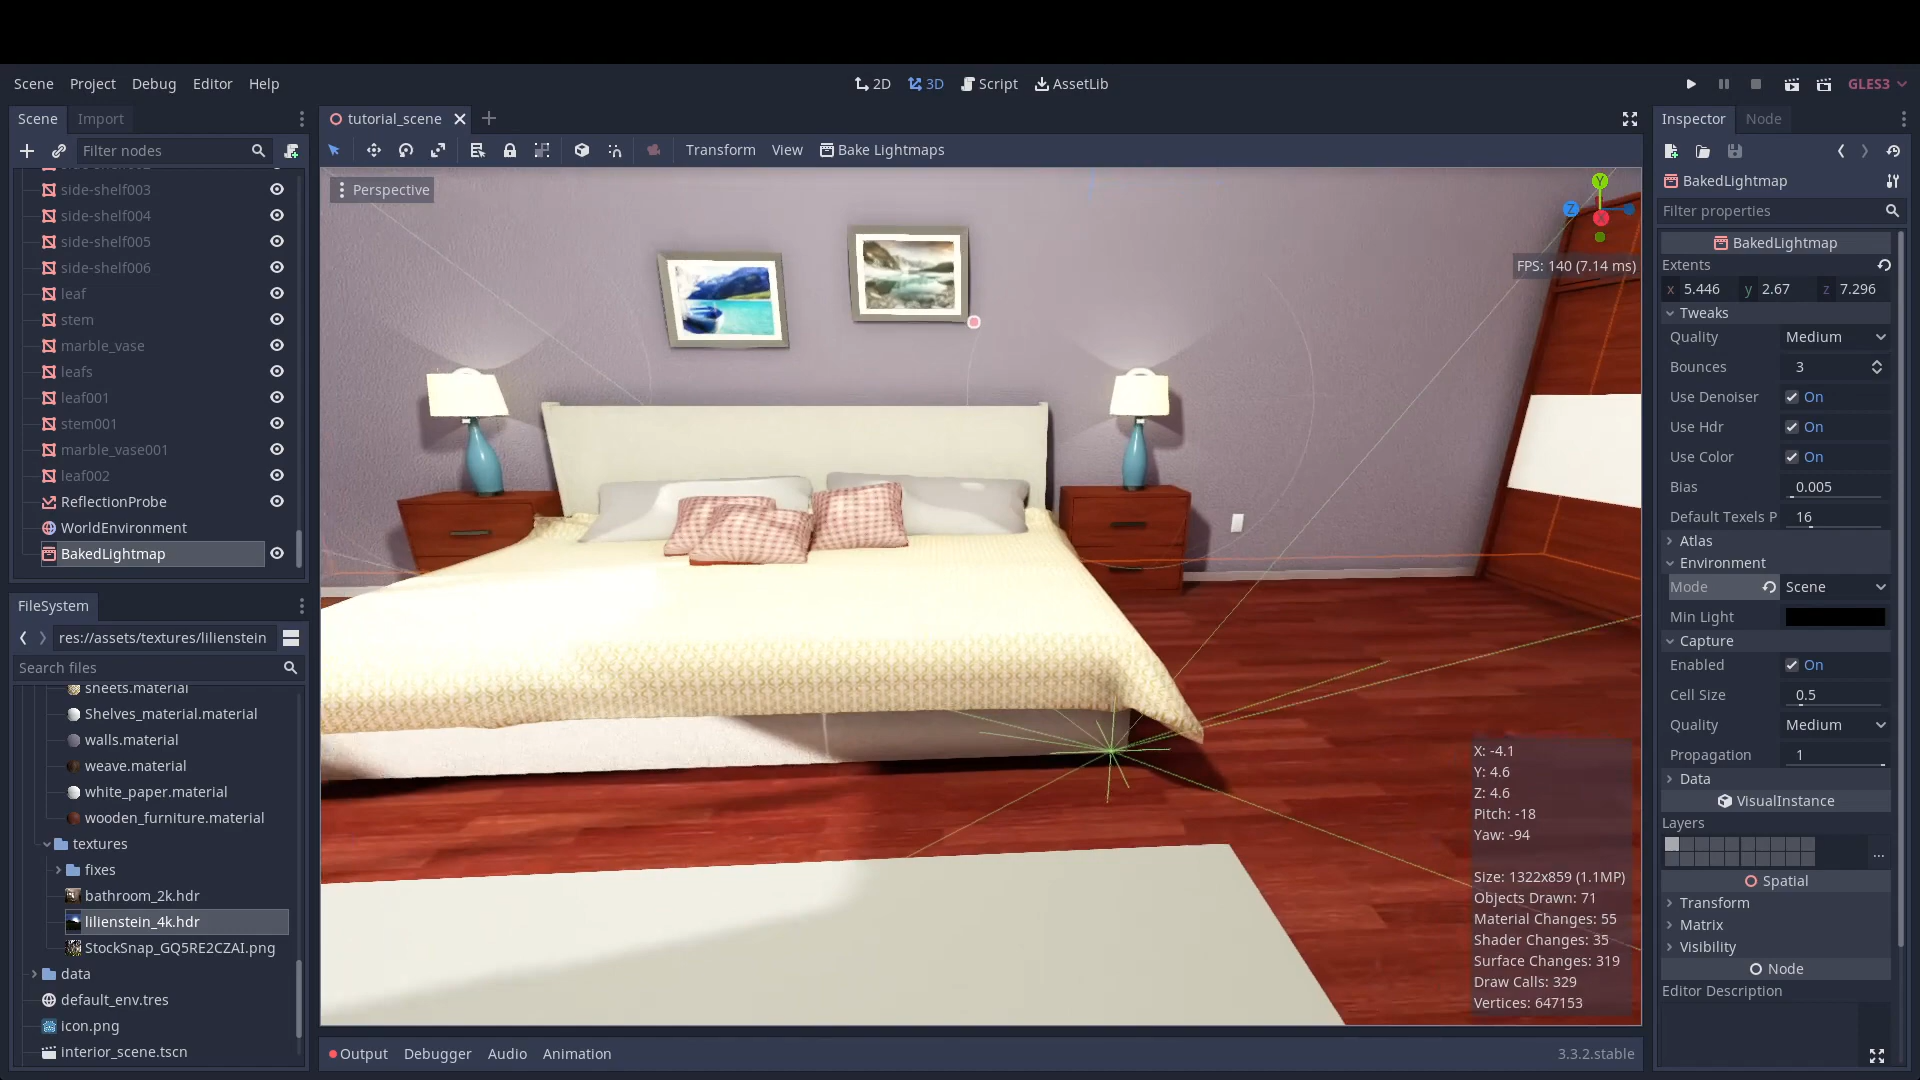 Scene Project Debug Editor Help
2D 3D Script AssetLib
GLES3
Scene Import
Filter nodes
side-shelf003
side-shelf004
side-shelf005
side-shelf006
leaf
stem
marble_vase
leafs
leaf001
stem001
marble_vase001
leaf002
ReflectionProbe
WorldEnvironment
BakedLightmap
FileSystem
res://assets/textures/lilienstein
Search files
sheets.material
Shelves_material.material
walls.material
weave.material
white_paper.material
wooden_furniture.material
textures
fixes
bathroom_2k.hdr
lilienstein_4k.hdr
StockSnap_GQ5RE2CZAI.png
data
default_env.tres
icon.png
interior_scene.tscn
tutorial_scene
Transform View Bake Lightmaps
Perspective
Y
Z
X
FPS: 140 (7.14 ms)
X: -4.1
Y: 4.6
Z: 4.6
Pitch: -18
Yaw: -94
Size: 1322x859 (1.1MP)
Objects Drawn: 71
Material Changes: 55
Shader Changes: 35
Surface Changes: 319
Draw Calls: 329
Vertices: 647153
Output Debugger Audio Animation
3.3.2.stable
Inspector Node
BakedLightmap
Filter properties
BakedLightmap
Extents
x 5.446 y 2.67 z 7.296
Tweaks
Quality Medium
Bounces 3
Use Denoiser On
Use Hdr On
Use Color On
Bias 0.005
Default Texels P 16
Atlas
Environment
Mode Scene
Min Light
Capture
Enabled On
Cell Size 0.5
Quality Medium
Propagation 1
Data
VisualInstance
Layers
...
Spatial
Transform
Matrix
Visibility
Node
Editor Description